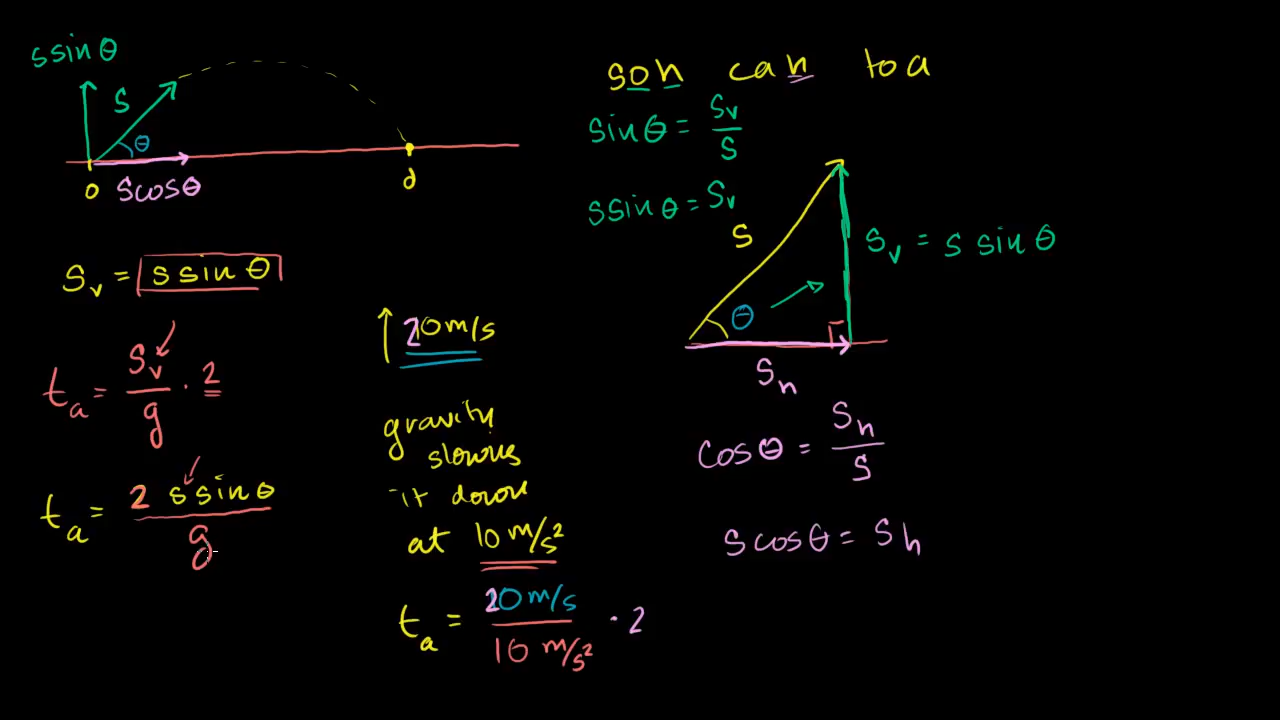 s sin θ
s
θ
0
d
s cos θ
s_v = s sin θ
t_a = s_v / g · 2
t_a = 2 s sin θ / g
20 m/s
gravity
slows
it down
at 10 m/s²
t_a = 20 m/s / 10 m/s² · 2
soh cah toa
sin θ = s_v / s
s sin θ = s_v
s
θ
s_v = s sin θ
s_h
cos θ = s_h / s
s cos θ = s_h